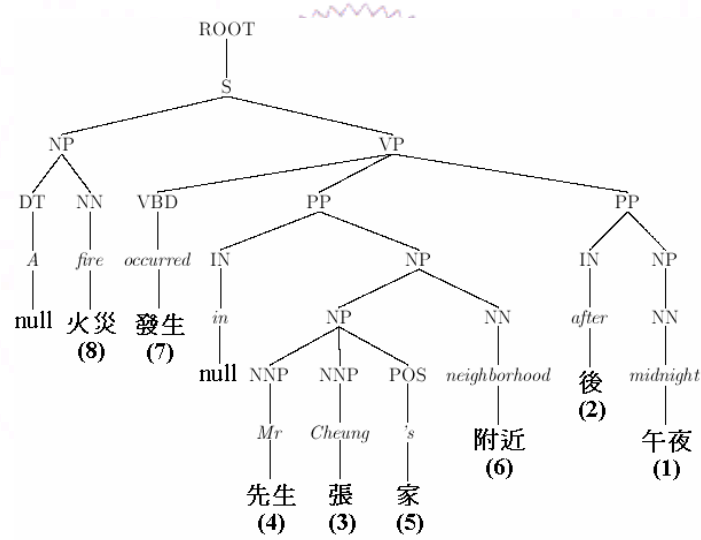 ROOT
S
NP VP
DT NN VBD PP PP
A fire occurred IN NP IN NP
null 火災 發生 in NP NN after NN
(8) (7)
null NNP NNP POS neighborhood 後 midnight
(2)
Mr Cheung 's 附近 午夜
(6) (1)
先生 張 家
(4) (3) (5)